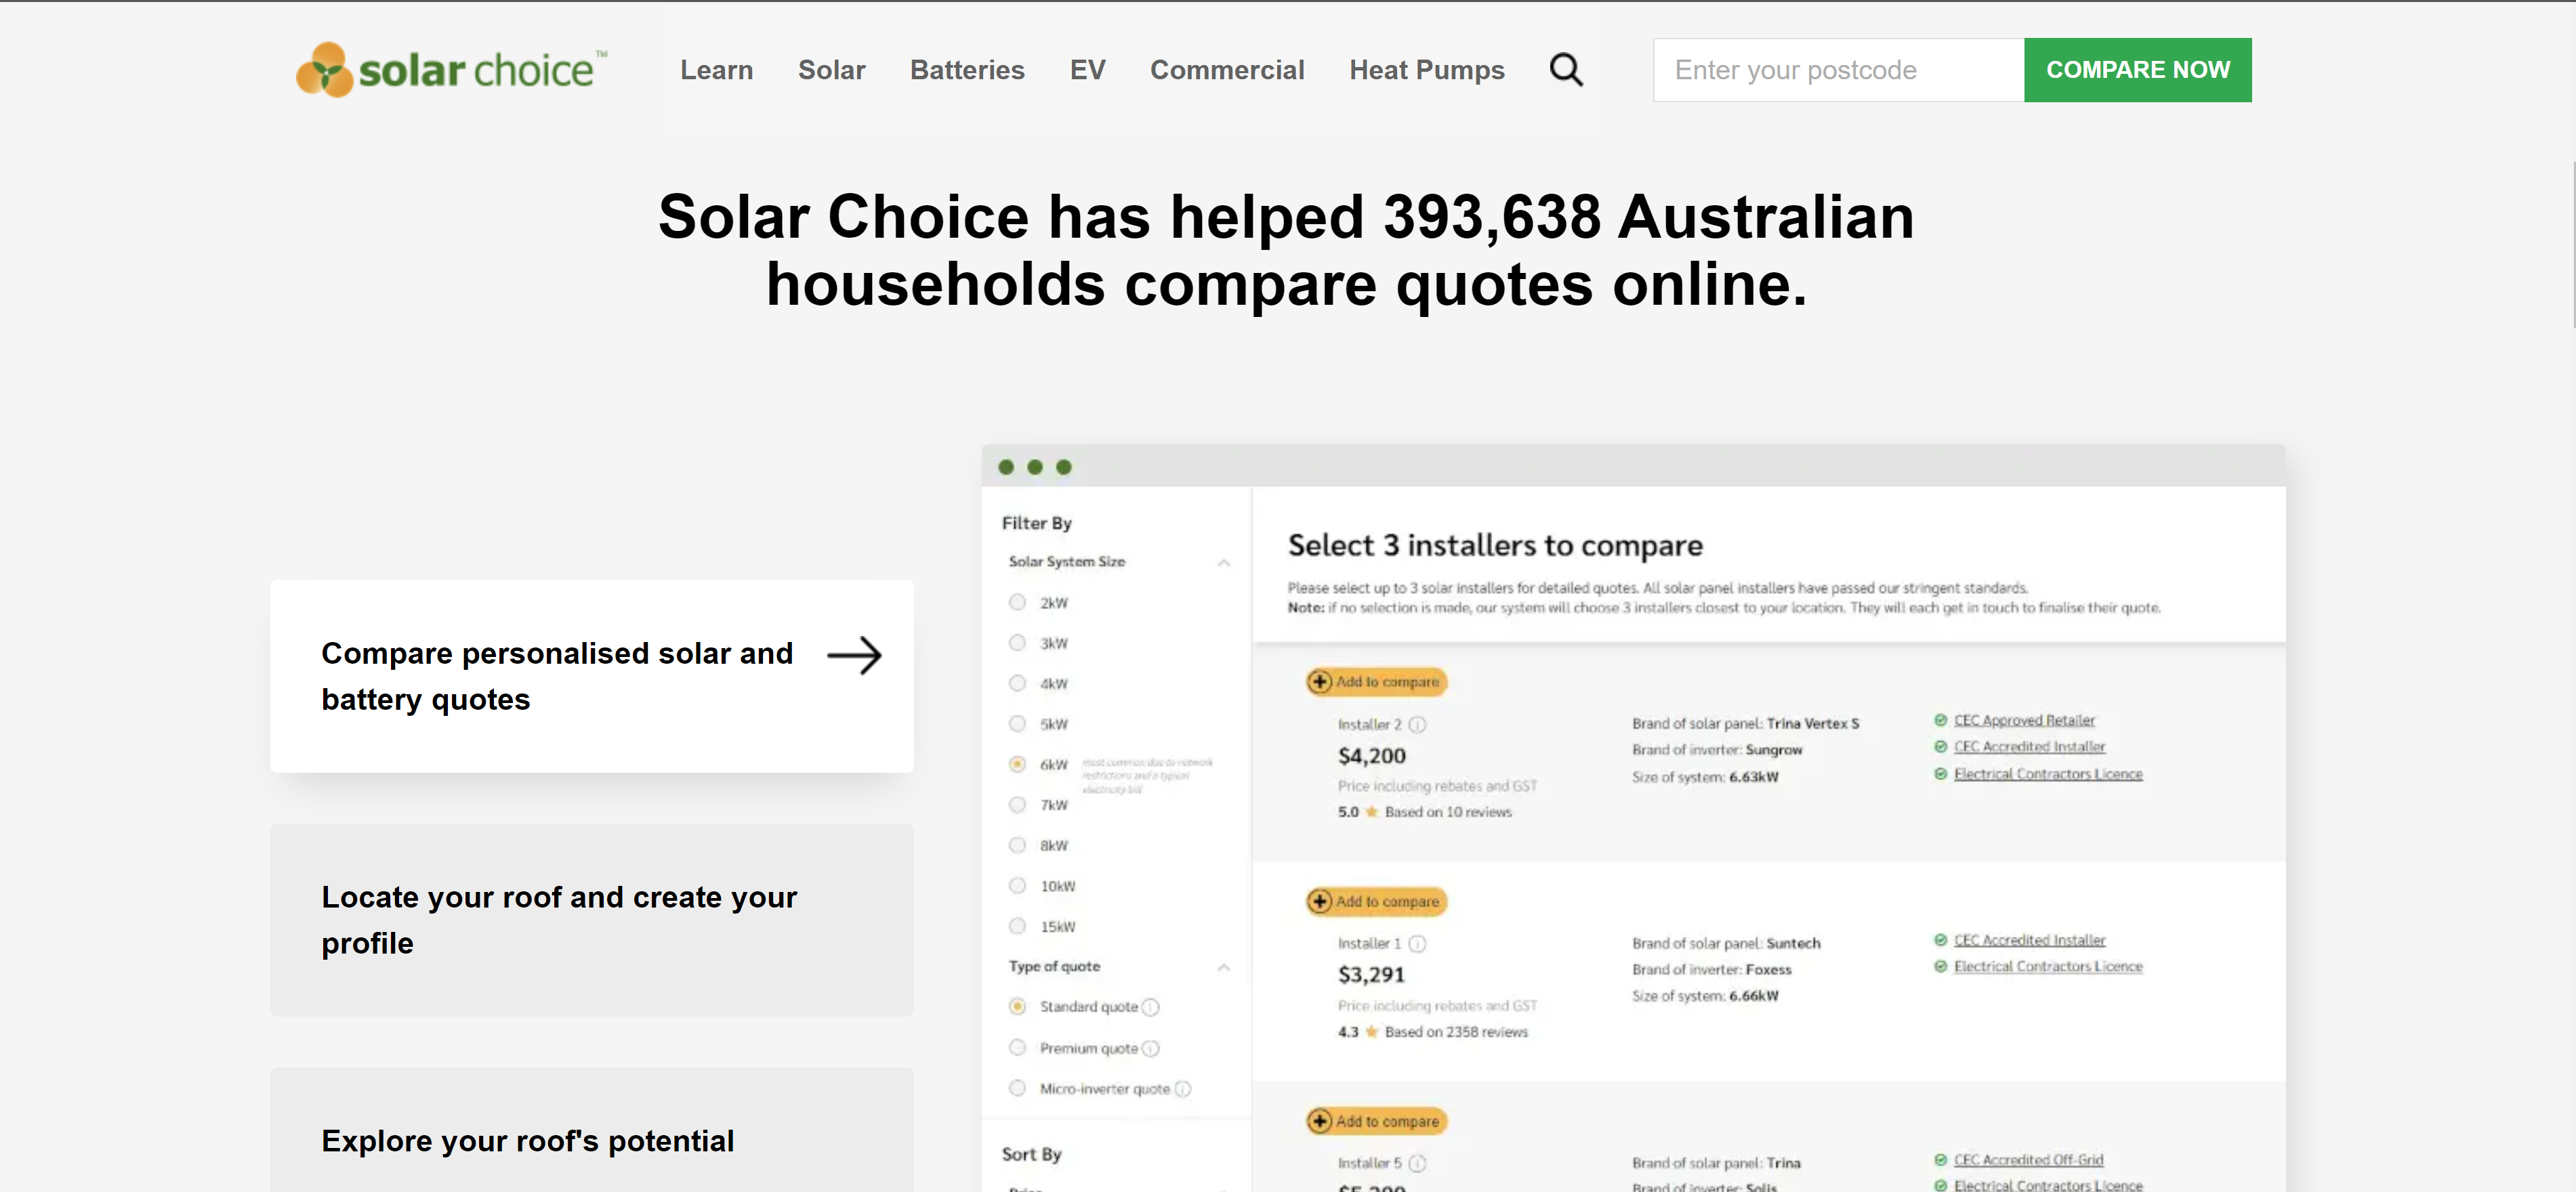 solar choice™
Learn
Solar
Batteries
EV
Commercial
Heat Pumps
Enter your postcode
COMPARE NOW
Solar Choice has helped 393,638 Australian
households compare quotes online.
Compare personalised solar and
battery quotes
Locate your roof and create your
profile
Explore your roof's potential
Filter By
Solar System Size
2kW
3kW
4kW
5kW
6kW
most common due to network
restrictions and a typical
electricity bill
7kW
8kW
10kW
15kW
Type of quote
Standard quote
Premium quote
Micro-inverter quote
Sort By
Price
Select 3 installers to compare
Please select up to 3 solar installers for detailed quotes. All solar panel installers have passed our stringent standards.
Note: if no selection is made, our system will choose 3 installers closest to your location. They will each get in touch to finalise their quote.
Add to compare
Installer 2
$4,200
Price including rebates and GST
5.0 Based on 10 reviews
Brand of solar panel: Trina Vertex S
Brand of inverter: Sungrow
Size of system: 6.63kW
CEC Approved Retailer
CEC Accredited Installer
Electrical Contractors Licence
Add to compare
Installer 1
$3,291
Price including rebates and GST
4.3 Based on 2358 reviews
Brand of solar panel: Suntech
Brand of inverter: Foxess
Size of system: 6.66kW
CEC Accredited Installer
Electrical Contractors Licence
Add to compare
Installer 5
Brand of solar panel: Trina
Brand of inverter: Solis
CEC Accredited Off-Grid
Electrical Contractors Licence